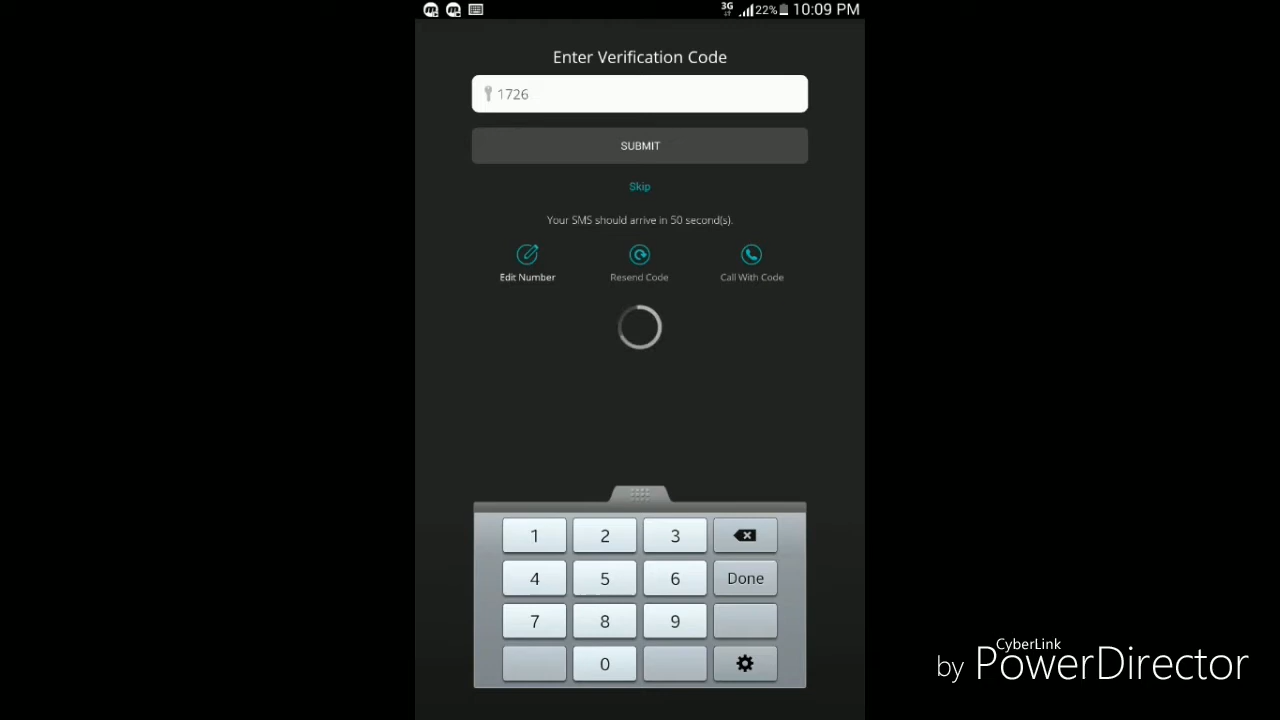 3G 22% 10:09 PM
Enter Verification Code
1726
SUBMIT
Skip
Your SMS should arrive in 50 second(s).
Edit Number Resend Code Call With Code
1 2 3
4 5 6 Done
7 8 9
0
CyberLink
by PowerDirector